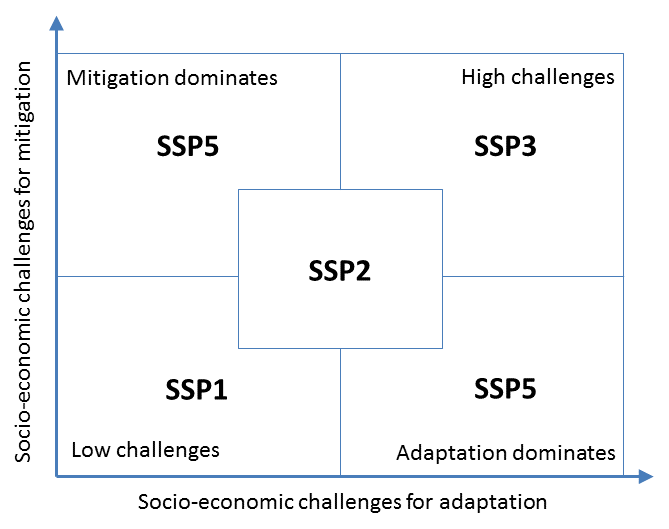 Socio-economic challenges for mitigation
Mitigation dominates
High challenges
SSP5
SSP3
SSP2
SSP1
SSP5
Low challenges
Adaptation dominates
Socio-economic challenges for adaptation